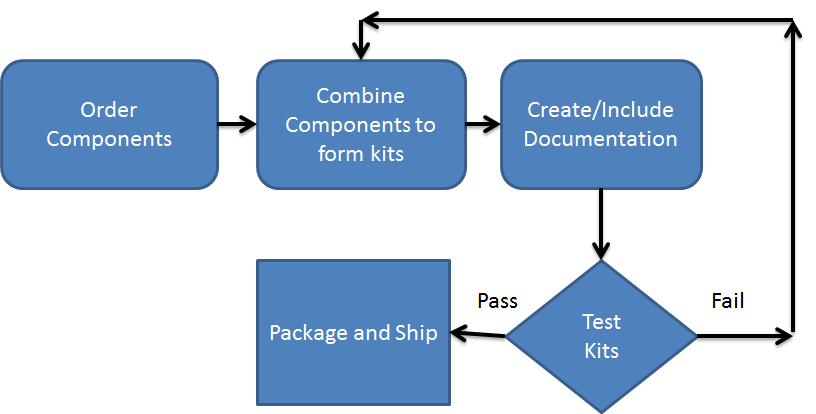 Order
Components
Combine
Components to
form kits
Create/Include
Documentation
Package and Ship
Pass
Test
Kits
Fail